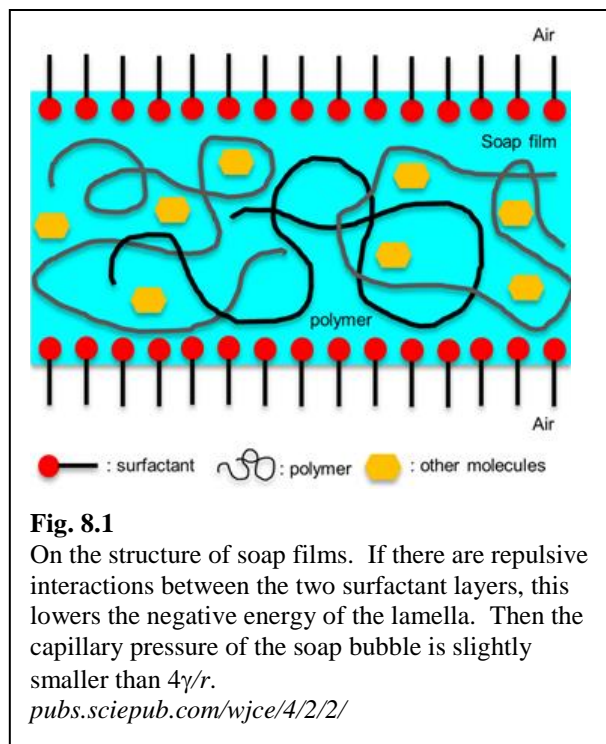 Air
Soap film
polymer
Air
: surfactant : polymer : other molecules
Fig. 8.1
On the structure of soap films. If there are repulsive
interactions between the two surfactant layers, this
lowers the negative energy of the lamella. Then the
capillary pressure of the soap bubble is slightly
smaller than 4γ/r.
pubs.sciepub.com/wjce/4/2/2/